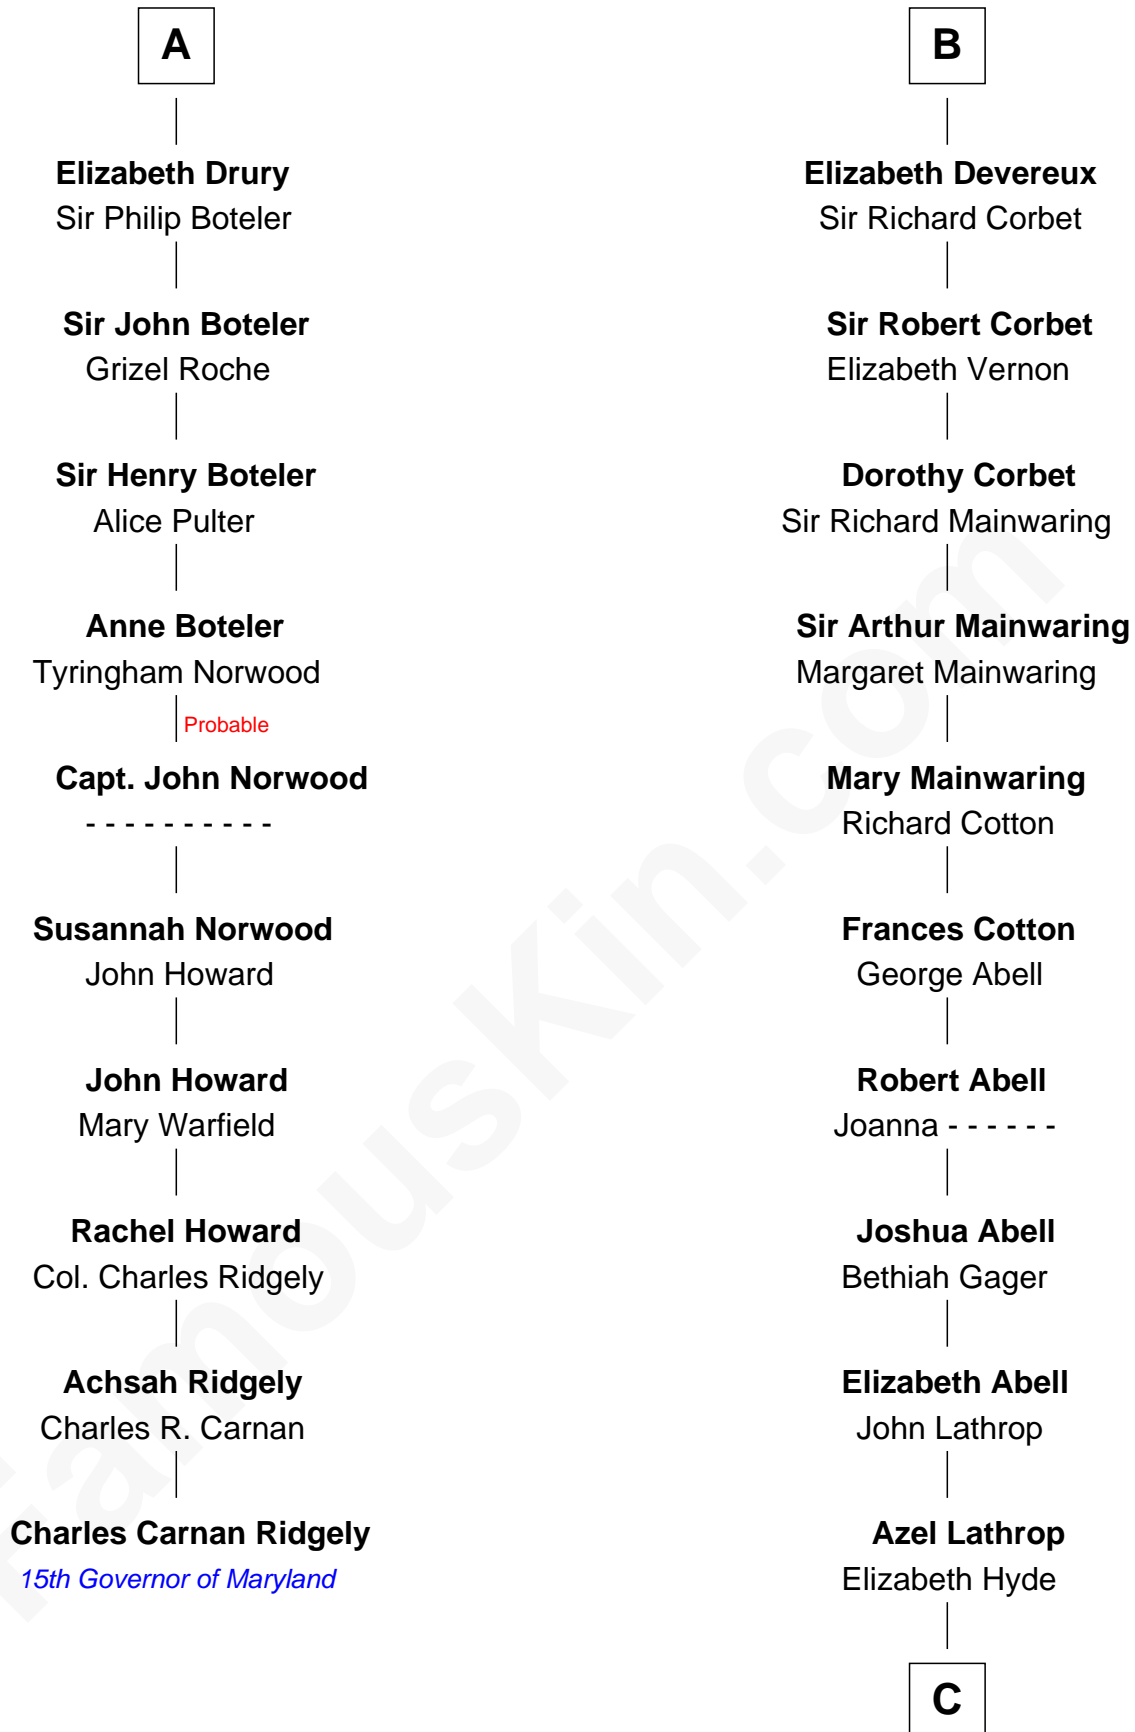 A
Elizabeth Drury
Sir Philip Boteler
Sir John Boteler
Grizel Roche
Sir Henry Boteler
Alice Pulter
Anne Boteler
Tyringham Norwood
Probable
Capt. John Norwood
- - - - - - - - - -
Susannah Norwood
John Howard
John Howard
Mary Warfield
Rachel Howard
Col. Charles Ridgely
Achsah Ridgely
Charles R. Carnan
Charles Carnan Ridgely
15th Governor of Maryland
B
Elizabeth Devereux
Sir Richard Corbet
Sir Robert Corbet
Elizabeth Vernon
Dorothy Corbet
Sir Richard Mainwaring
Sir Arthur Mainwaring
Margaret Mainwaring
Mary Mainwaring
Richard Cotton
Frances Cotton
George Abell
Robert Abell
Joanna - - - - - -
Joshua Abell
Bethiah Gager
Elizabeth Abell
John Lathrop
Azel Lathrop
Elizabeth Hyde
C
FamousKin.com